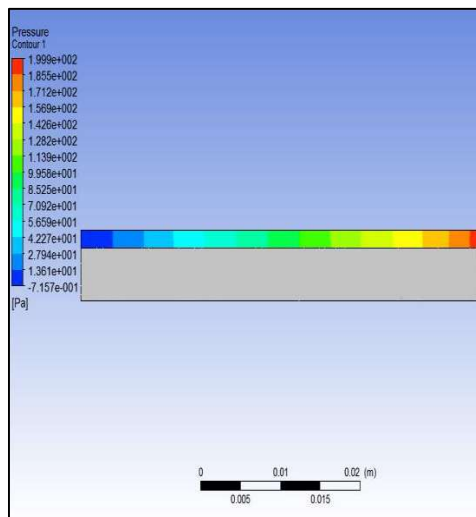 Pressure
Contour 1
1.999e+002
1.855e+002
1.712e+002
1.569e+002
1.426e+002
1.282e+002
1.139e+002
9.958e+001
8.525e+001
7.092e+001
5.659e+001
4.227e+001
2.794e+001
1.361e+001
-7.157e-001
[Pa]
0 0.01 0.02 (m)
0.005 0.015